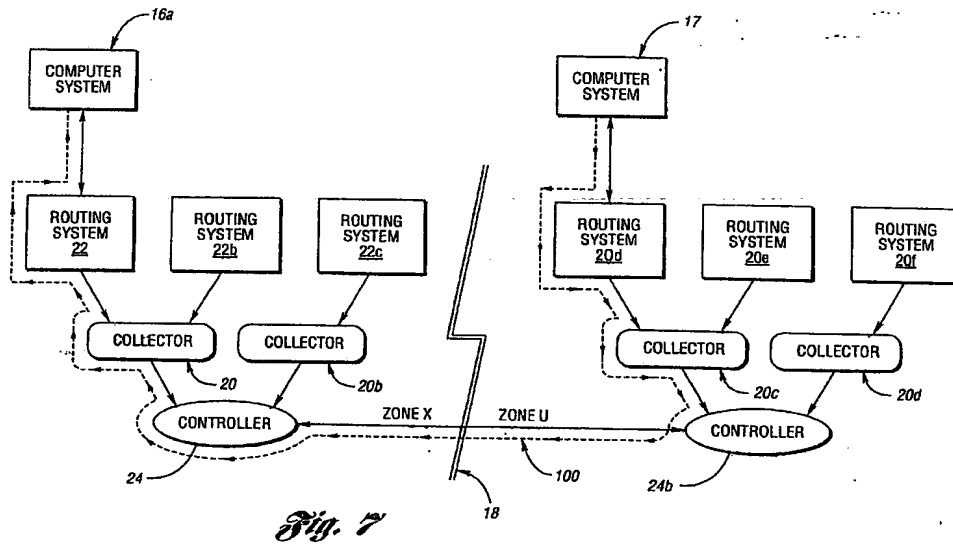 16a
17
COMPUTER
SYSTEM
COMPUTER
SYSTEM
ROUTING
SYSTEM
22
ROUTING
SYSTEM
22b
ROUTING
SYSTEM
22c
ROUTING
SYSTEM
20d
ROUTING
SYSTEM
20e
ROUTING
SYSTEM
20f
COLLECTOR
COLLECTOR
COLLECTOR
COLLECTOR
20
20b
20c
20d
ZONE X
ZONE U
CONTROLLER
CONTROLLER
24
100
24b
18
Fig. 7